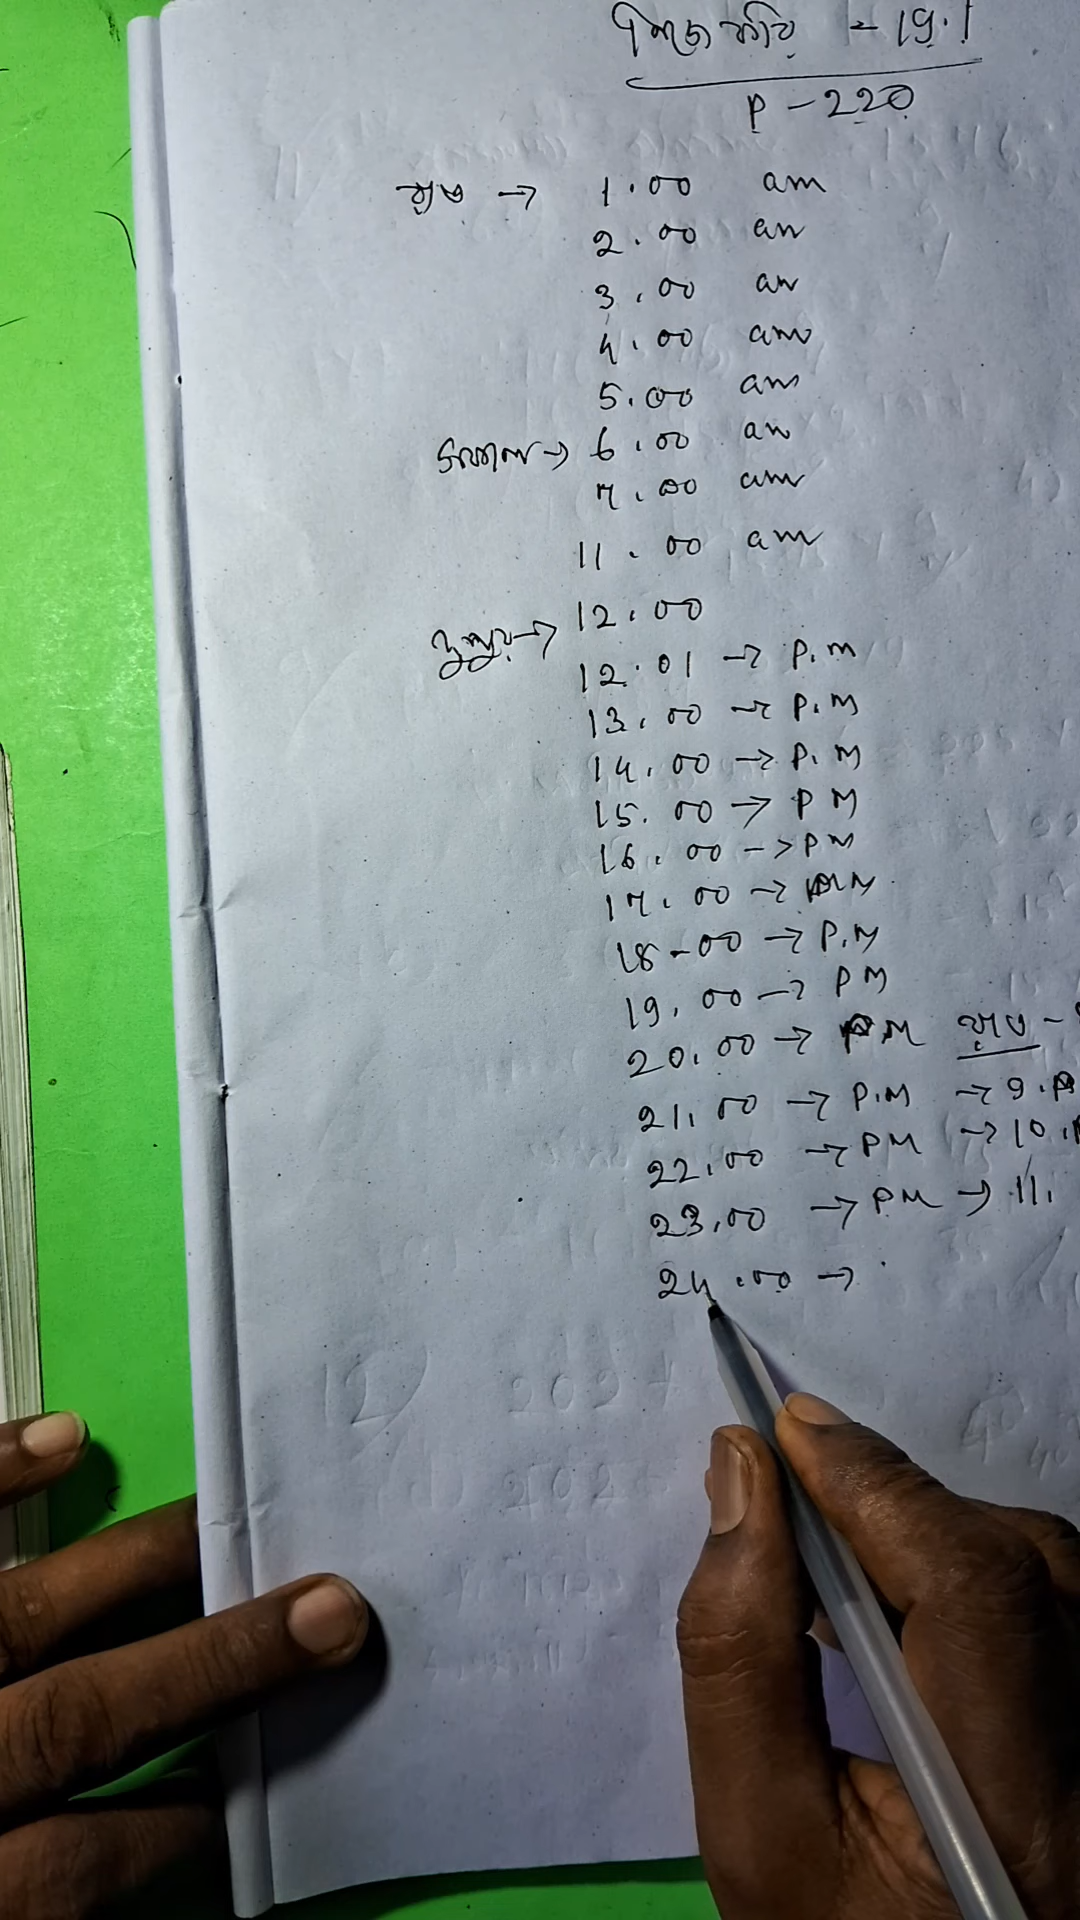 নিজে করি - 19.1
P - 220
রাত → 1.00 am
2.00 am
3.00 am
4.00 am
5.00 am
সকাল → 6.00 am
7.00 am
11.00 am
দুপুর → 12.00
12.01 → P.M
13.00 → P.M
14.00 → P.M
15.00 → PM
16.00 → PM
17.00 → PM
18-00 → P.M
19.00 → PM
20.00 → PM রাত -
21.00 → P.M → 9.P
22.00 → PM → 10.
23.00 → PM → 11.
24.00 →